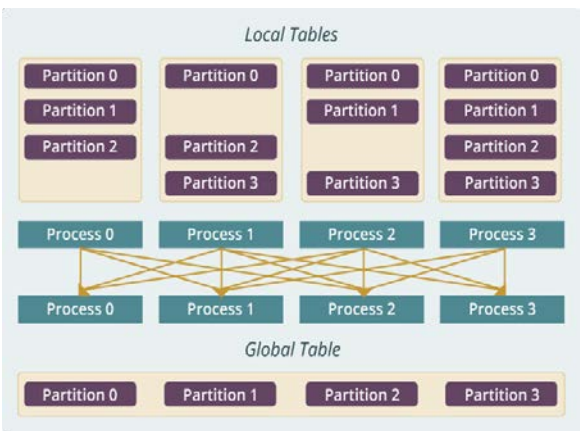 Local Tables
Partition 0 Partition 0 Partition 0 Partition 0
Partition 1 Partition 1 Partition 1
Partition 2 Partition 2 Partition 2
Partition 3 Partition 3 Partition 3
Process 0 Process 1 Process 2 Process 3
Process 0 Process 1 Process 2 Process 3
Global Table
Partition 0 Partition 1 Partition 2 Partition 3